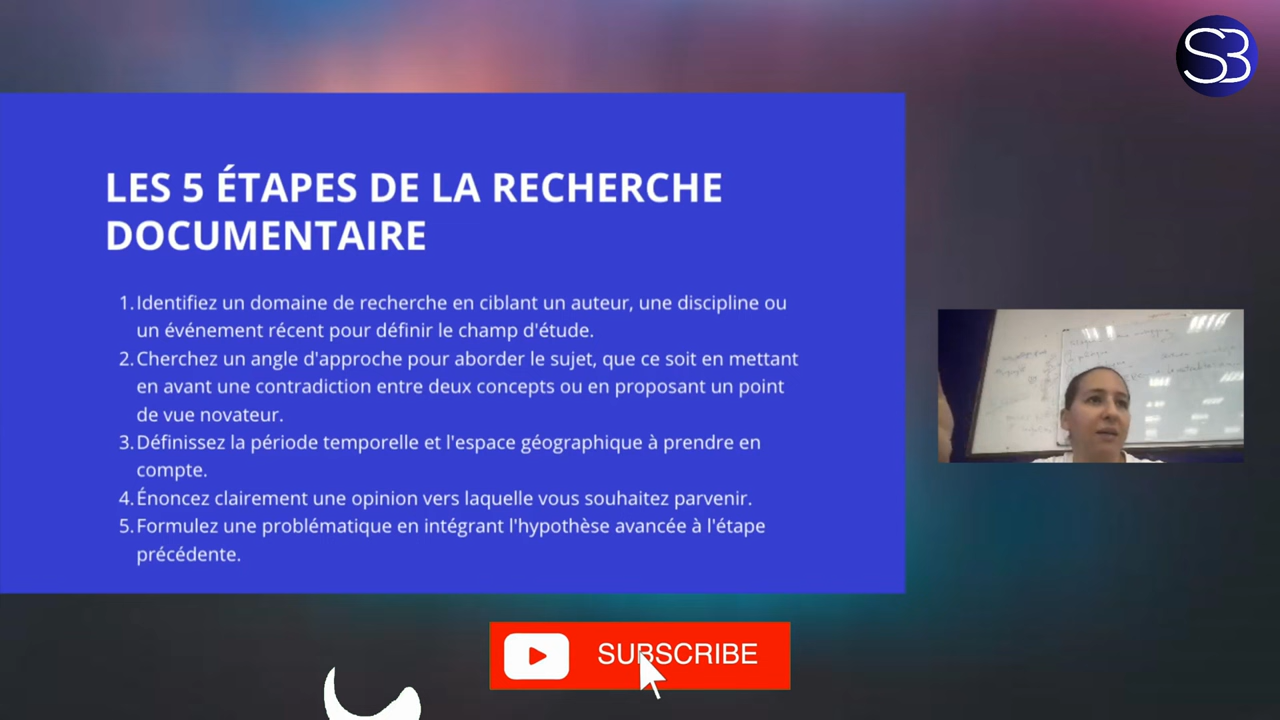 SB
LES 5 ÉTAPES DE LA RECHERCHE
DOCUMENTAIRE
1. Identifiez un domaine de recherche en ciblant un auteur, une discipline ou
un événement récent pour définir le champ d'étude.
2. Cherchez un angle d'approche pour aborder le sujet, que ce soit en mettant
en avant une contradiction entre deux concepts ou en proposant un point
de vue novateur.
3. Définissez la période temporelle et l'espace géographique à prendre en
compte.
4. Énoncez clairement une opinion vers laquelle vous souhaitez parvenir.
5. Formulez une problématique en intégrant l'hypothèse avancée à l'étape
précédente.
SUBSCRIBE